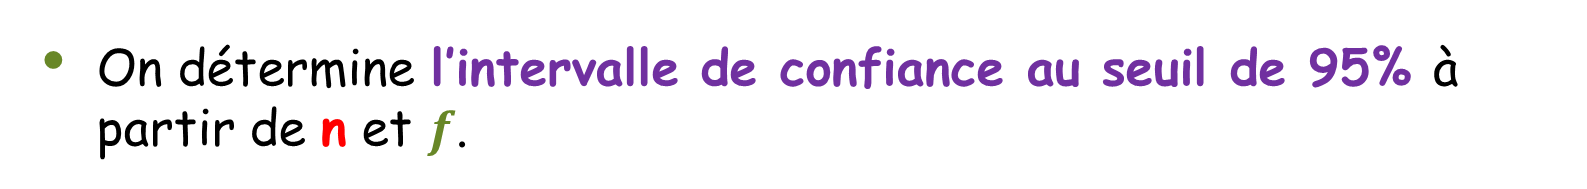 • On détermine l'intervalle de confiance au seuil de 95% à
partir de n et f.